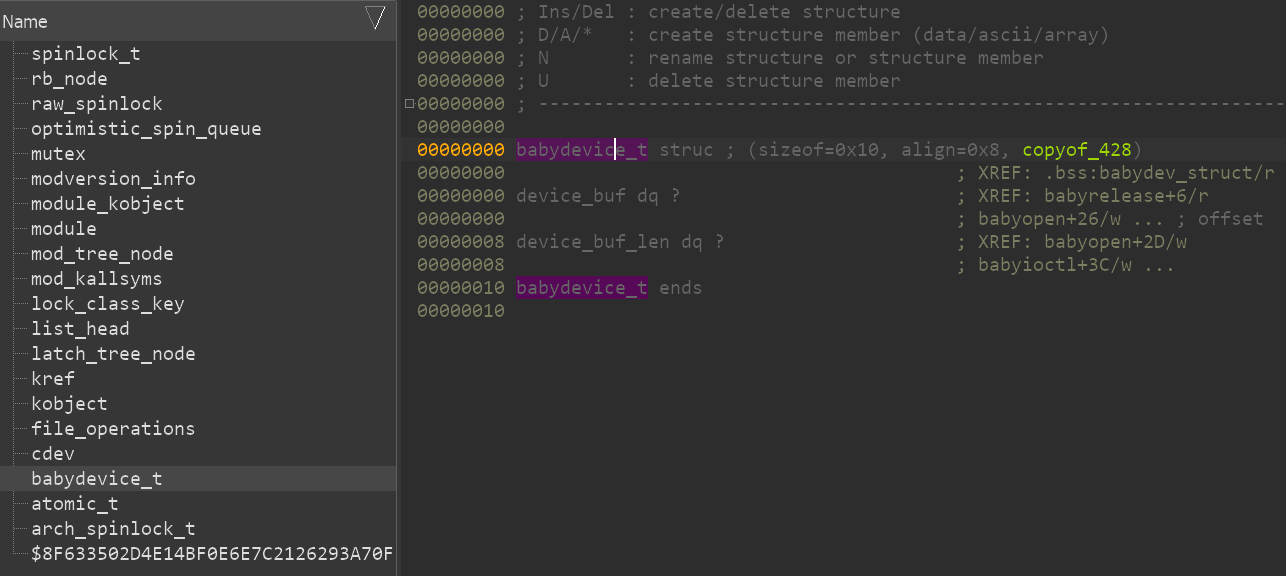 Name
spinlock_t
rb_node
raw_spinlock
optimistic_spin_queue
mutex
modversion_info
module_kobject
module
mod_tree_node
mod_kallsyms
lock_class_key
list_head
latch_tree_node
kref
kobject
file_operations
cdev
babydevice_t
atomic_t
arch_spinlock_t
$8F633502D4E14BF0E6E7C2126293A70F
00000000 ; Ins/Del : create/delete structure
00000000 ; D/A/*   : create structure member (data/ascii/array)
00000000 ; N       : rename structure or structure member
00000000 ; U       : delete structure member
00000000 ; ---------------------------------------------------------------------
00000000
00000000 babydevice_t struc ; (sizeof=0x10, align=0x8, copyof_428)
00000000                                         ; XREF: .bss:babydev_struct/r
00000000 device_buf dq ?                         ; XREF: babyrelease+6/r
00000000                                         ; babyopen+26/w ... ; offset
00000008 device_buf_len dq ?                     ; XREF: babyopen+2D/w
00000008                                         ; babyioctl+3C/w ...
00000010 babydevice_t ends
00000010